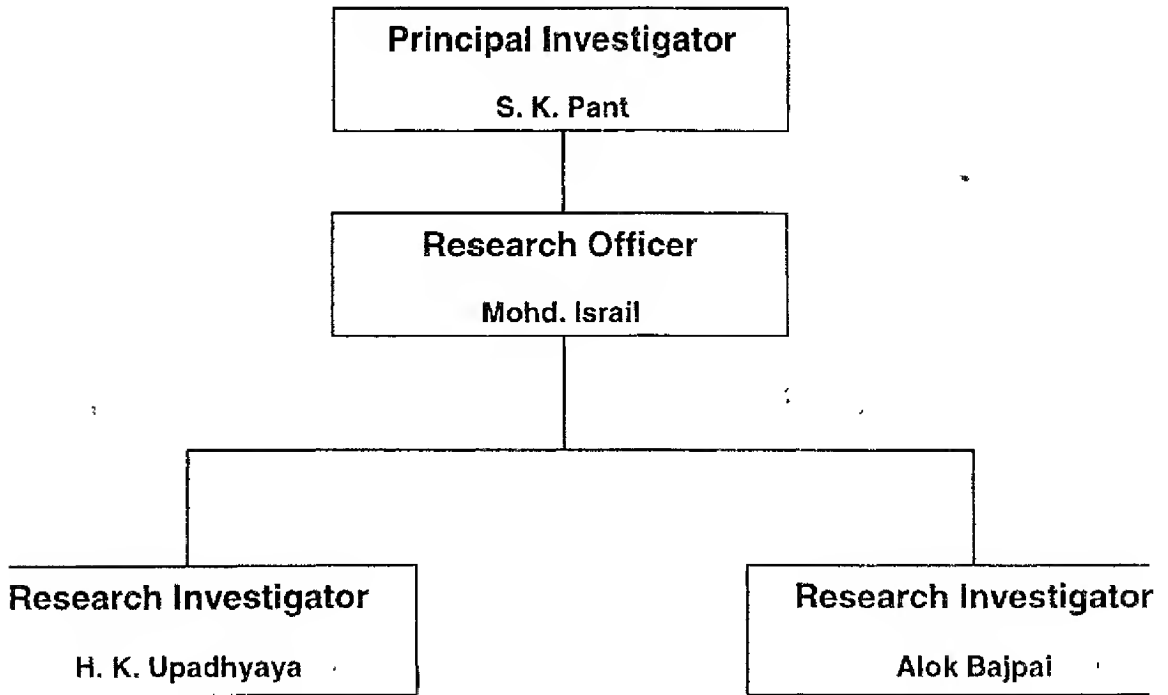 Principal Investigator
S. K. Pant
Research Officer
Mohd. Israil
Research Investigator
H. K. Upadhyaya
Research Investigator
Alok Bajpai